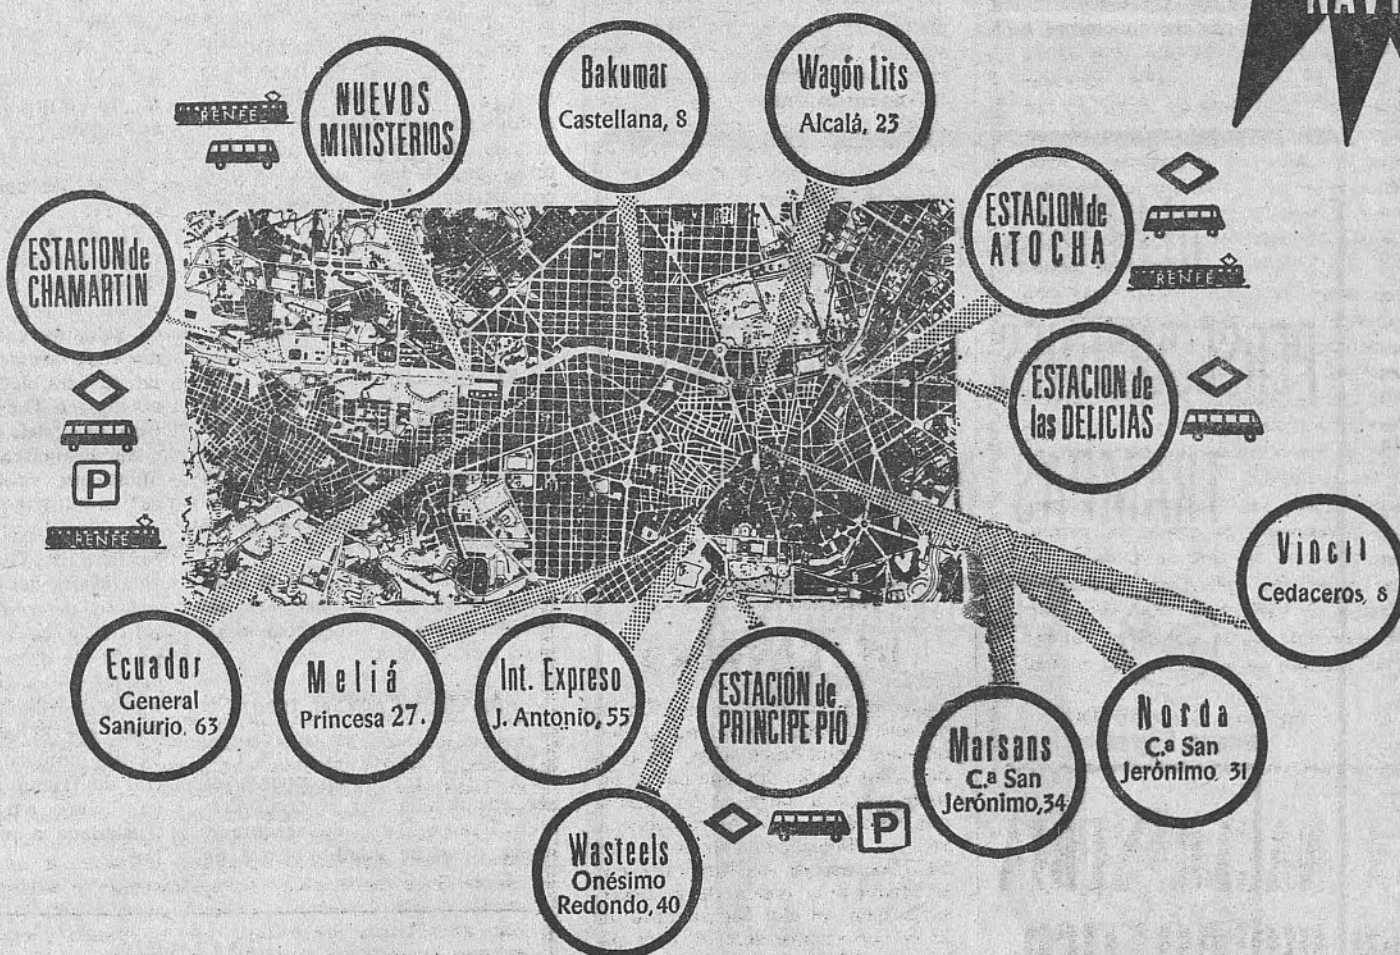 NUEVOS
MINISTERIOS
RENFE
Bakumar
Castellana, 8
Wagón Lits
Alcalá, 23
ESTACION de
CHAMARTIN
P
RENFE
ESTACION de
ATOCHA
RENFE
ESTACION de
las DELICIAS
Vincit
Cedaceros, 8
Ecuador
General
Sanjurjo, 63
Meliá
Princesa 27.
Int. Expreso
J. Antonio, 55
ESTACIÓN de
PRINCIPE PIO
P
Marsans
C.ª San
Jerónimo, 34
Norda
C.ª San
Jerónimo, 31
Wasteels
Onésimo
Redondo, 40